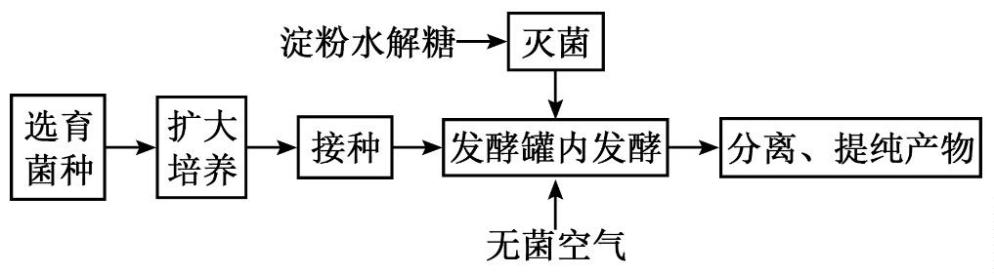 淀粉水解糖
灭菌
选育
菌种
扩大
培养
接种
发酵罐内发酵
分离、提纯产物
无菌空气